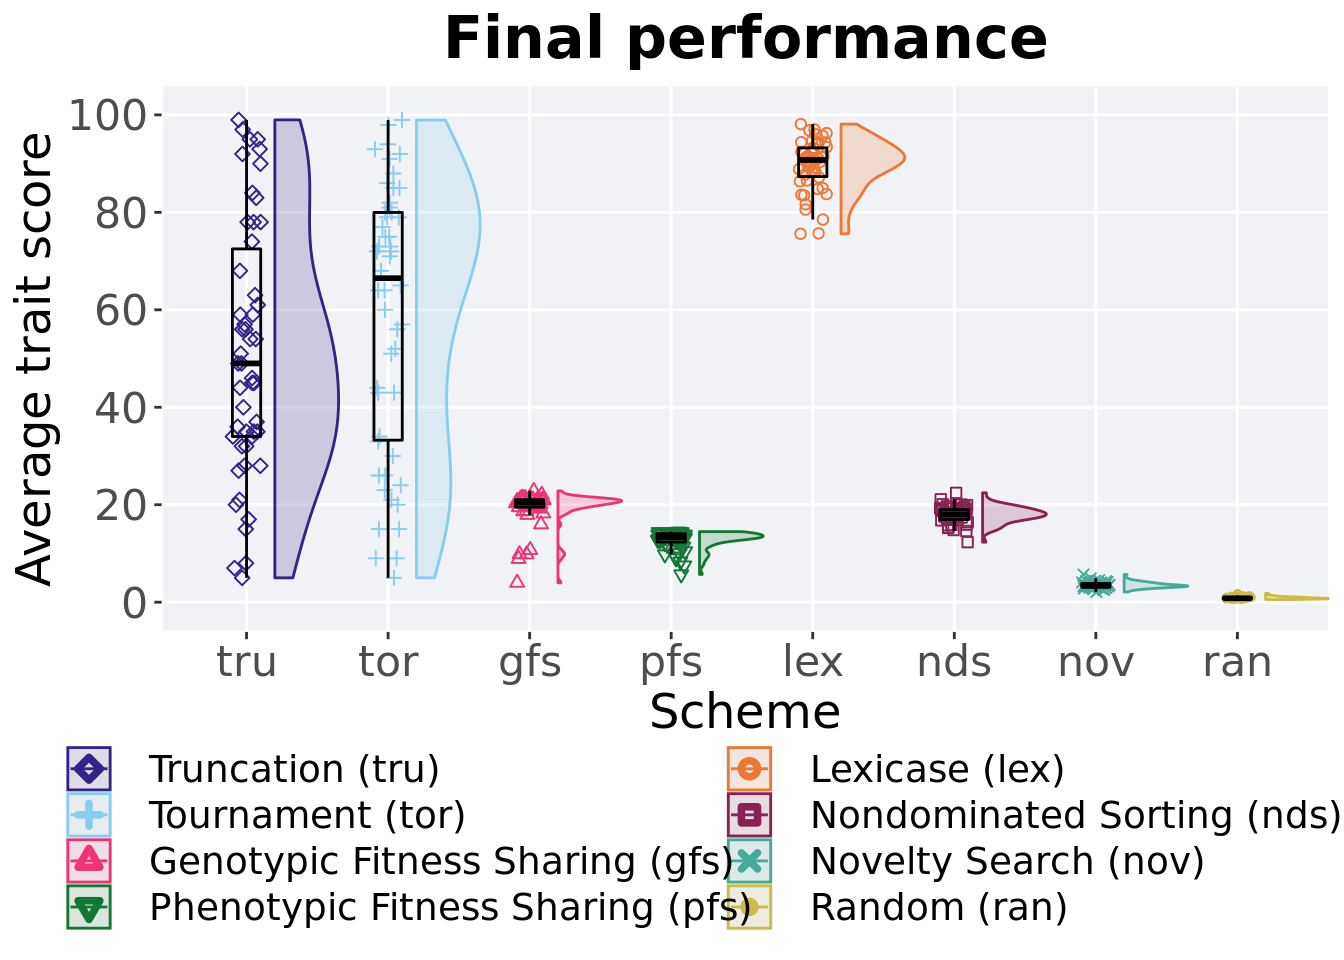 Final performance
Average trait score
100
80
60
40
20
0
tru tor gfs pfs lex nds nov ran
Scheme
Truncation (tru)
Tournament (tor)
Genotypic Fitness Sharing (gfs)
Phenotypic Fitness Sharing (pfs)
Lexicase (lex)
Nondominated Sorting (nds)
Novelty Search (nov)
Random (ran)